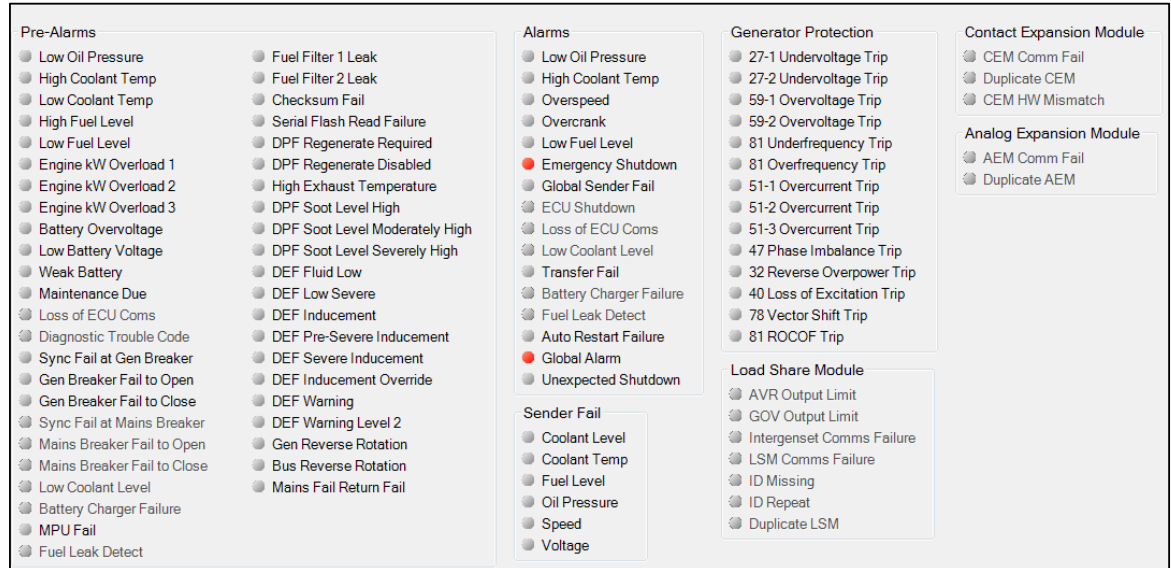 Pre-Alarms
Low Oil Pressure
High Coolant Temp
Low Coolant Temp
High Fuel Level
Low Fuel Level
Engine kW Overload 1
Engine kW Overload 2
Engine kW Overload 3
Battery Overvoltage
Low Battery Voltage
Weak Battery
Maintenance Due
Loss of ECU Coms
Diagnostic Trouble Code
Sync Fail at Gen Breaker
Gen Breaker Fail to Open
Gen Breaker Fail to Close
Sync Fail at Mains Breaker
Mains Breaker Fail to Open
Mains Breaker Fail to Close
Low Coolant Level
Battery Charger Failure
MPU Fail
Fuel Leak Detect
Fuel Filter 1 Leak
Fuel Filter 2 Leak
Checksum Fail
Serial Flash Read Failure
DPF Regenerate Required
DPF Regenerate Disabled
High Exhaust Temperature
DPF Soot Level High
DPF Soot Level Moderately High
DPF Soot Level Severely High
DEF Fluid Low
DEF Low Severe
DEF Inducement
DEF Pre-Severe Inducement
DEF Severe Inducement
DEF Inducement Override
DEF Warning
DEF Warning Level 2
Gen Reverse Rotation
Bus Reverse Rotation
Mains Fail Return Fail
Alarms
Low Oil Pressure
High Coolant Temp
Overspeed
Overcrank
Low Fuel Level
Emergency Shutdown
Global Sender Fail
ECU Shutdown
Loss of ECU Coms
Low Coolant Level
Transfer Fail
Battery Charger Failure
Fuel Leak Detect
Auto Restart Failure
Global Alarm
Unexpected Shutdown
Sender Fail
Coolant Level
Coolant Temp
Fuel Level
Oil Pressure
Speed
Voltage
Generator Protection
27-1 Undervoltage Trip
27-2 Undervoltage Trip
59-1 Overvoltage Trip
59-2 Overvoltage Trip
81 Underfrequency Trip
81 Overfrequency Trip
51-1 Overcurrent Trip
51-2 Overcurrent Trip
51-3 Overcurrent Trip
47 Phase Imbalance Trip
32 Reverse Overpower Trip
40 Loss of Excitation Trip
78 Vector Shift Trip
81 ROCOF Trip
Load Share Module
AVR Output Limit
GOV Output Limit
Intergenset Comms Failure
LSM Comms Failure
ID Missing
ID Repeat
Duplicate LSM
Contact Expansion Module
CEM Comm Fail
Duplicate CEM
CEM HW Mismatch
Analog Expansion Module
AEM Comm Fail
Duplicate AEM